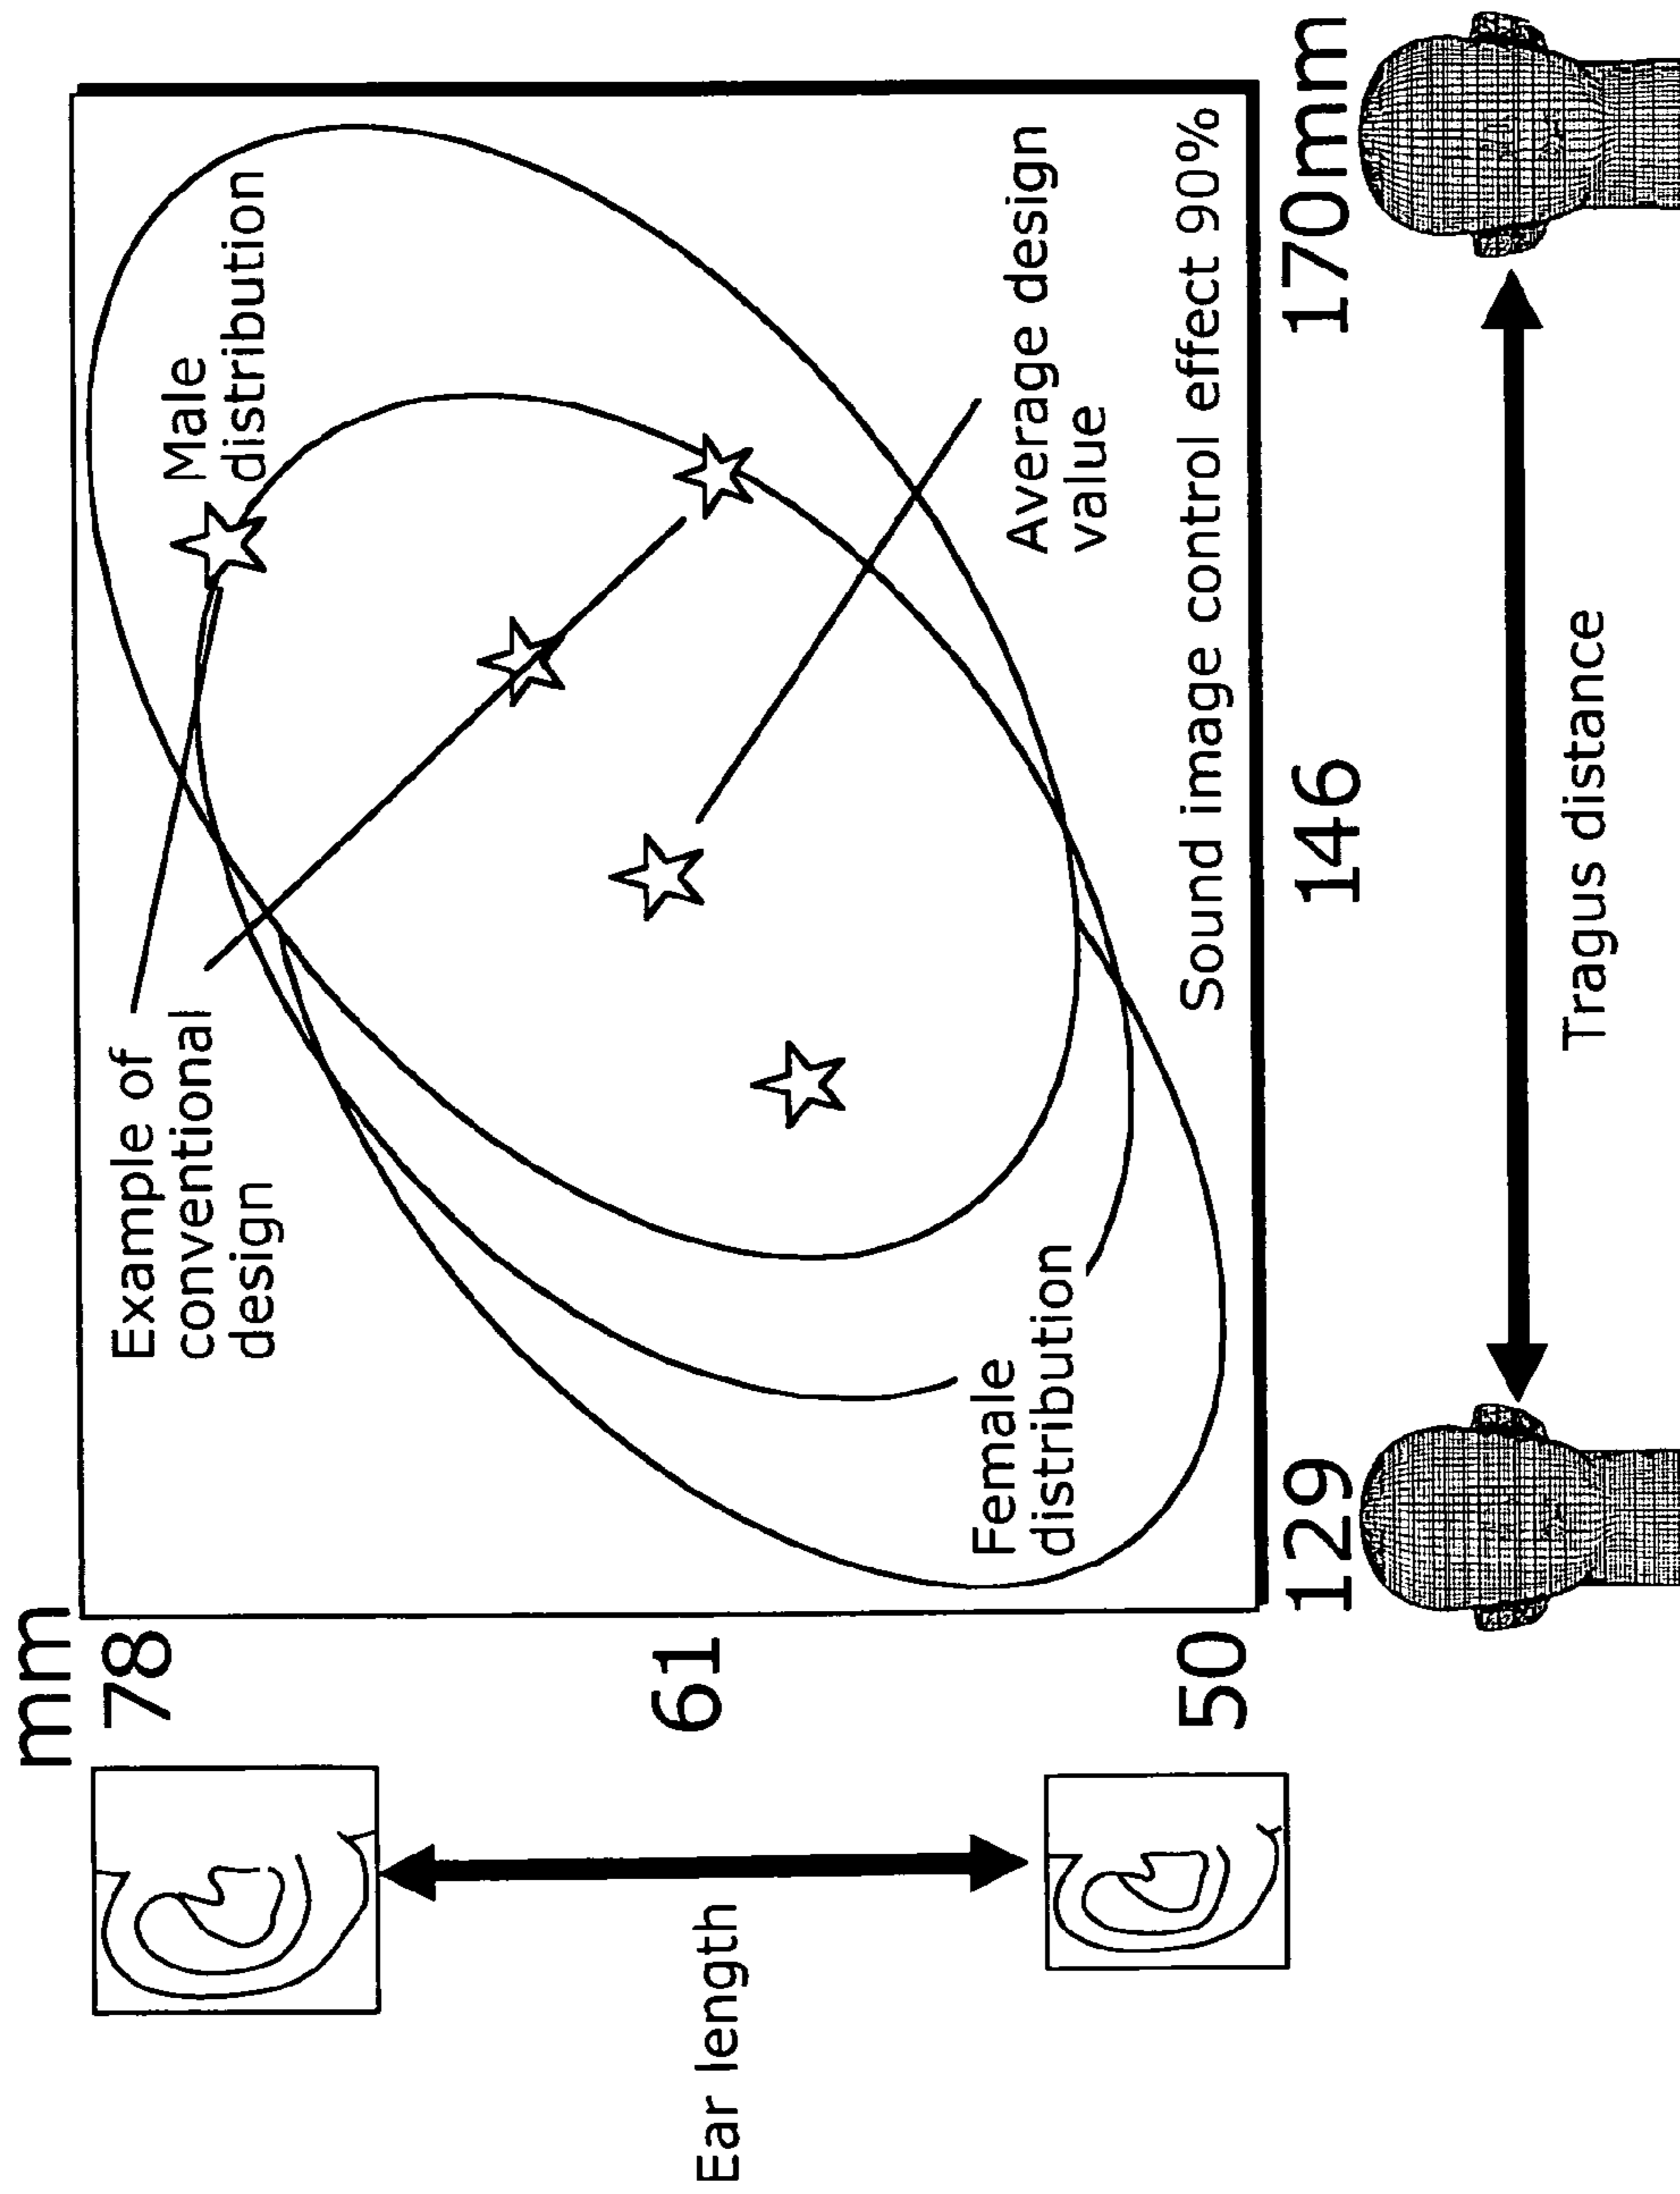 mm
78
61
50
Ear length
Example of
conventional
design
Male
distribution
Female
distribution
Average design
value
Sound image control effect 90%
129
146
170mm
Tragus distance